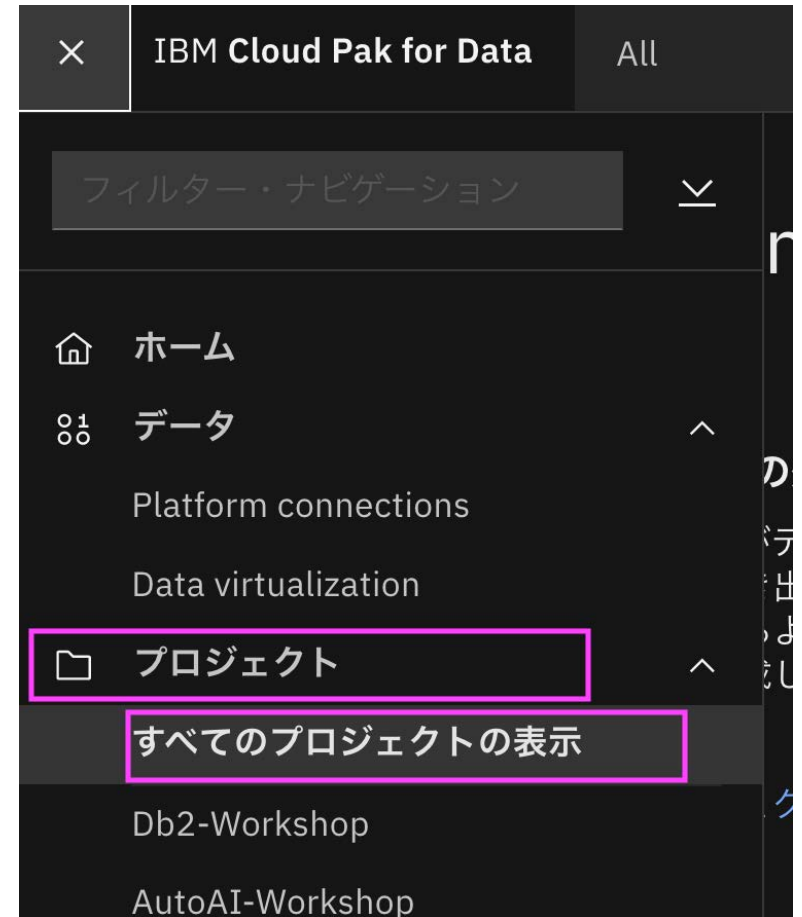 IBM Cloud Pak for Data
All
フィルター・ナビゲーション
ホーム
データ
Platform connections
Data virtualization
プロジェクト
すべてのプロジェクトの表示
Db2-Workshop
AutoAI-Workshop